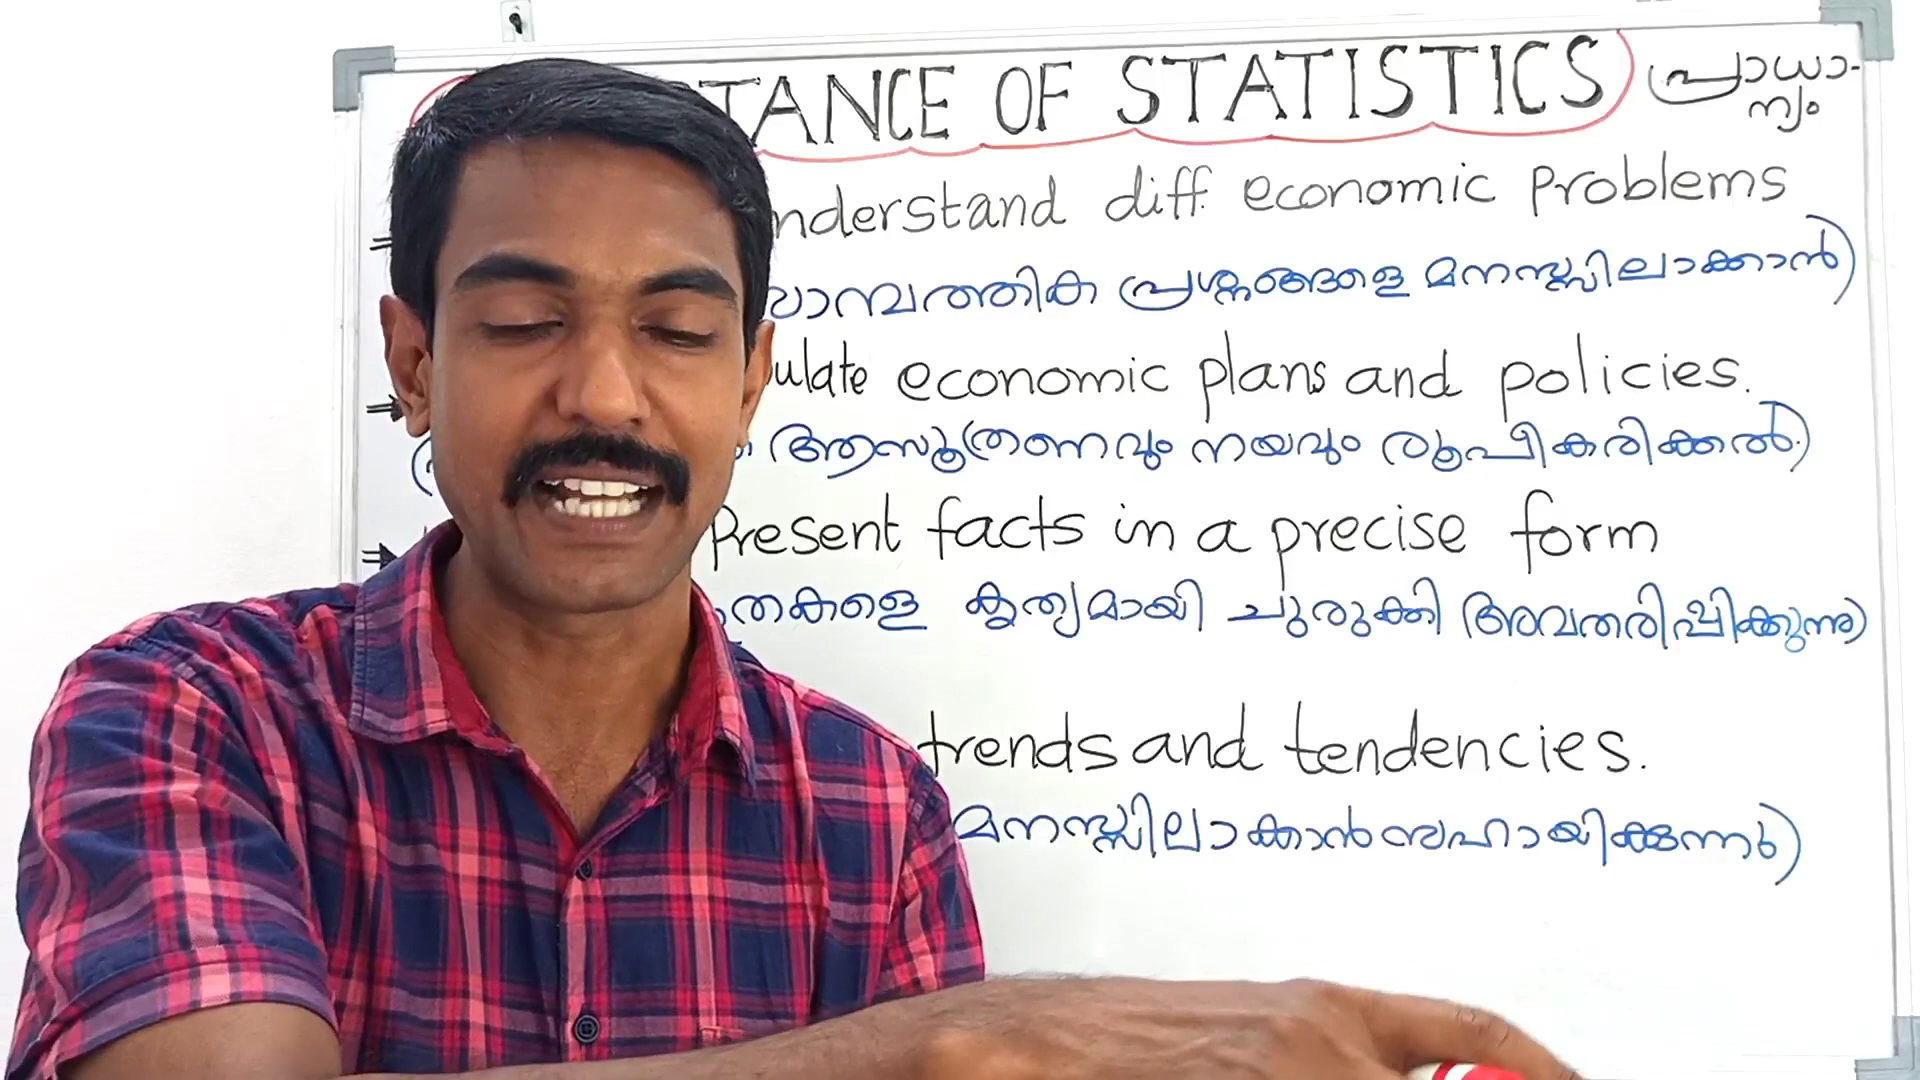 TANCE OF STATISTICS പ്രാധാ-
ന്യം
nderstand diff. economic problems
സാമ്പത്തിക പ്രശ്നങ്ങളെ മനസ്സിലാക്കാൻ)
ulate economic plans and policies.
ആസൂത്രണവും നയവും രൂപീകരിക്കൽ.)
Present facts in a precise form
തകളെ കൃത്യമായി ചുരുക്കി അവതരിപ്പിക്കുന്നു)
trends and tendencies.
മനസ്സിലാക്കാൻ സഹായിക്കുന്നു)